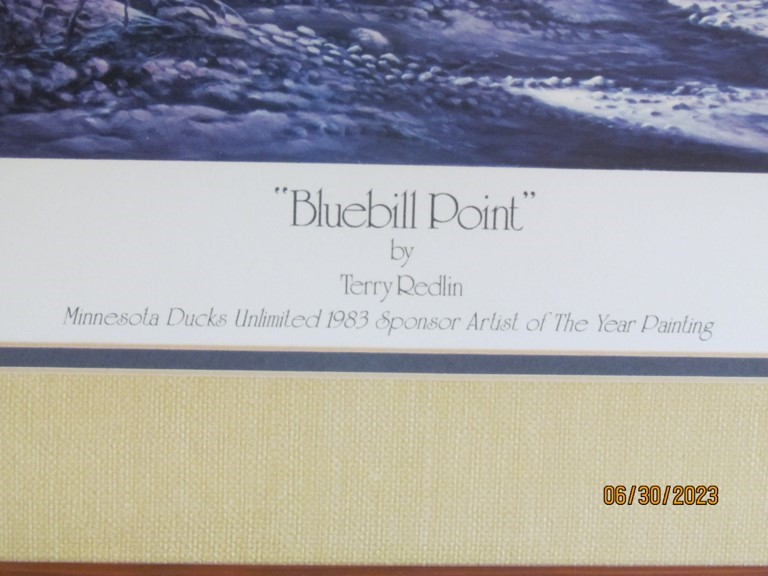 "Bluebill Point"
by
Terry Redlin
Minnesota Ducks Unlimited 1983 Sponsor Artist of The Year Painting
06/30/2023